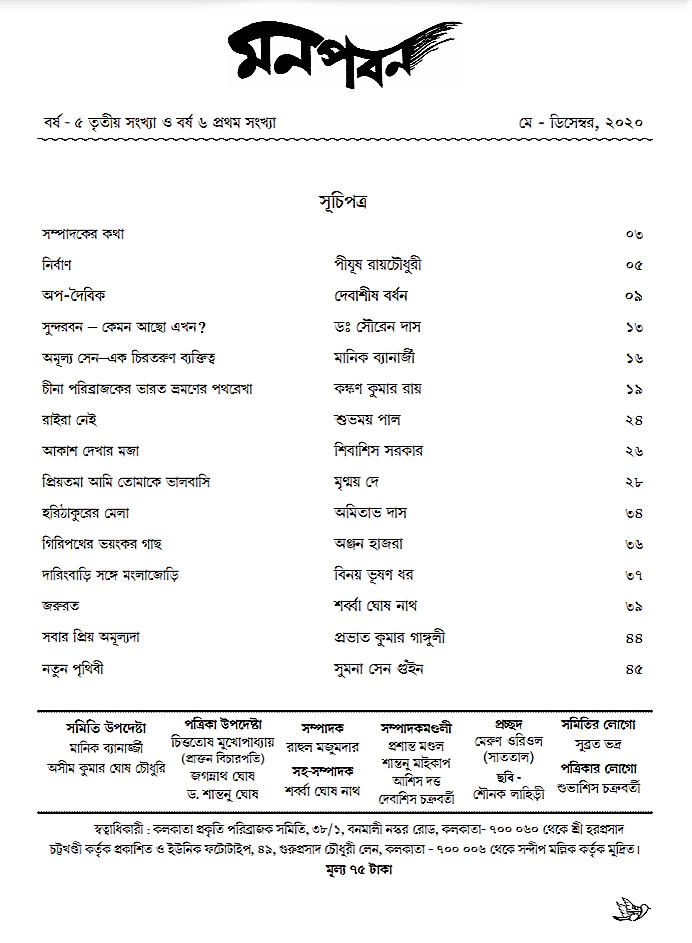 মনপবন
বর্ষ - ৫ তৃতীয় সংখ্যা ও বর্ষ ৬ প্রথম সংখ্যা মে - ডিসেম্বর, ২০২০
সূচিপত্র
সম্পাদকের কথা ০৩
নির্বাণ পীযূষ রায়চৌধুরী ০৫
অপ-দৈবিক দেবাশীষ বর্ধন ০৯
সুন্দরবন – কেমন আছো এখন? ডঃ সৌরেন দাস ১৩
অমূল্য সেন–এক চিরতরুণ ব্যক্তিত্ব মানিক ব্যানার্জী ১৬
চীনা পরিব্রাজকের ভারত ভ্রমণের পথরেখা কঙ্কণ কুমার রায় ১৯
রাইরা নেই শুভময় পাল ২৪
আকাশ দেখার মজা শিবাশিস সরকার ২৬
প্রিয়তমা আমি তোমাকে ভালবাসি মৃণ্ময় দে ২৮
হরিঠাকুরের মেলা অমিতাভ দাস ৩৪
গিরিপথের ভয়ংকর গাছ অঞ্জন হাজরা ৩৬
দারিংবাড়ি সঙ্গে মংলাজোড়ি বিনয় ভূষণ ধর ৩৭
জরুরত শর্ব্বা ঘোষ নাথ ৩৯
সবার প্রিয় অমূল্যদা প্রভাত কুমার গাঙ্গুলী ৪৪
নতুন পৃথিবী সুমনা সেন গুঁইন ৪৫
সমিতি উপদেষ্টা
মানিক ব্যানার্জ্জী
অসীম কুমার ঘোষ চৌধুরি
পত্রিকা উপদেষ্টা
চিত্ততোষ মুখোপাধ্যায়
(প্রাক্তন বিচারপতি)
জগন্নাথ ঘোষ
ড. শান্তনু ঘোষ
সম্পাদক
রাহুল মজুমদার
সহ-সম্পাদক
শর্ব্বা ঘোষ নাথ
সম্পাদকমণ্ডলী
প্রশান্ত মণ্ডল
শান্তনু মাইকাপ
আশিস দত্ত
দেবাশিস চক্রবর্তী
প্রচ্ছদ
মেরুণ ওরিওল
(সাততাল)
ছবি -
শৌনক লাহিড়ী
সমিতির লোগো
সুব্রত ভদ্র
পত্রিকার লোগো
শুভাশিস চক্রবর্তী
স্বত্বাধিকারী : কলকাতা প্রকৃতি পরিব্রাজক সমিতি, ৩৮/১, বনমালী নস্কর রোড, কলকাতা- ৭০০ ০৬০ থেকে শ্রী হরপ্রসাদ
চট্টখণ্ডী কর্তৃক প্রকাশিত ও ইউনিক ফটোটাইপ, ৪৯, গুরুপ্রসাদ চৌধুরী লেন, কলকাতা - ৭০০ ০০৬ থেকে সন্দীপ মল্লিক কর্তৃক মুদ্রিত।
মূল্য ৭৫ টাকা